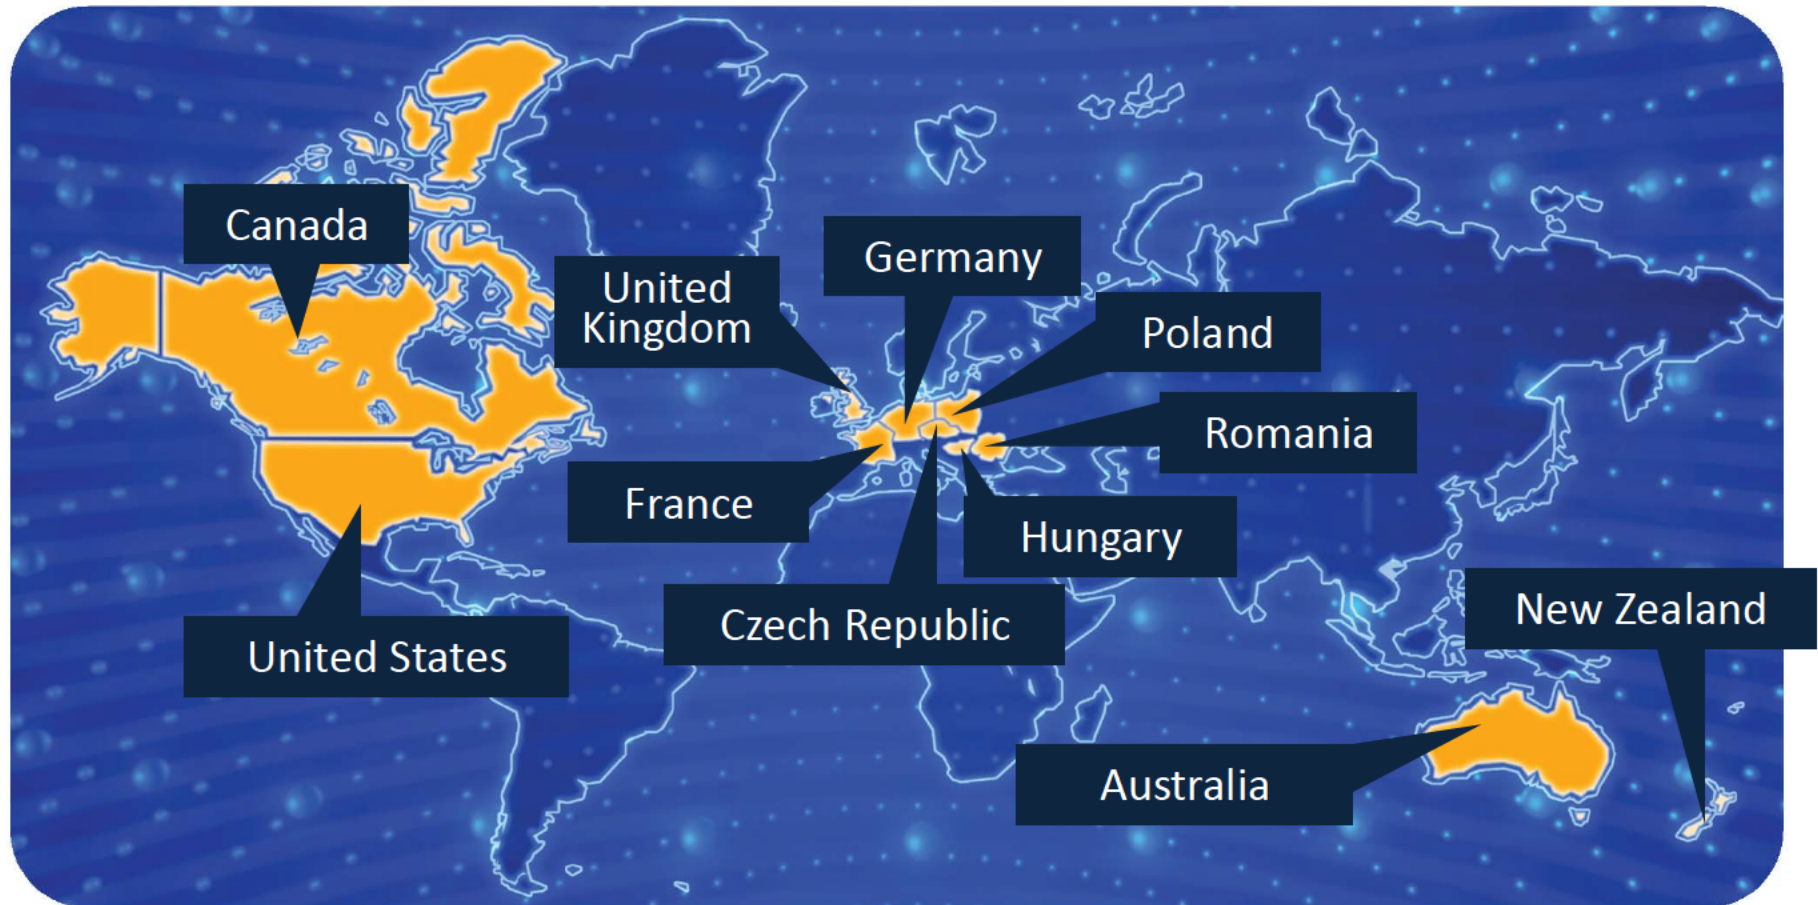 Canada
Germany
United
Kingdom
Poland
Romania
France
Hungary
Czech Republic
New Zealand
United States
Australia